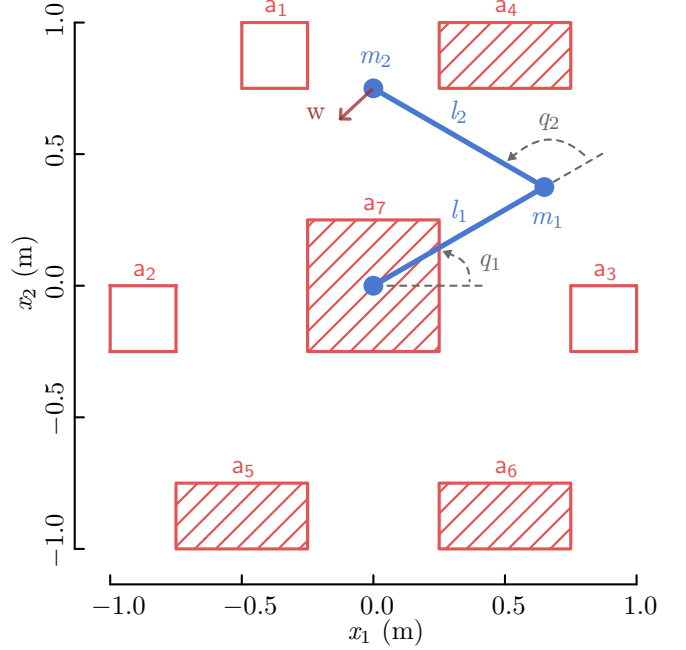 a₁
a₄
1.0
m₂
w
l₂
q₂
0.5
a₇
l₁
m₁
q₁
a₂
a₃
0.0
x₂ (m)
−0.5
a₅
a₆
−1.0
−1.0 −0.5 0.0 0.5 1.0
x₁ (m)